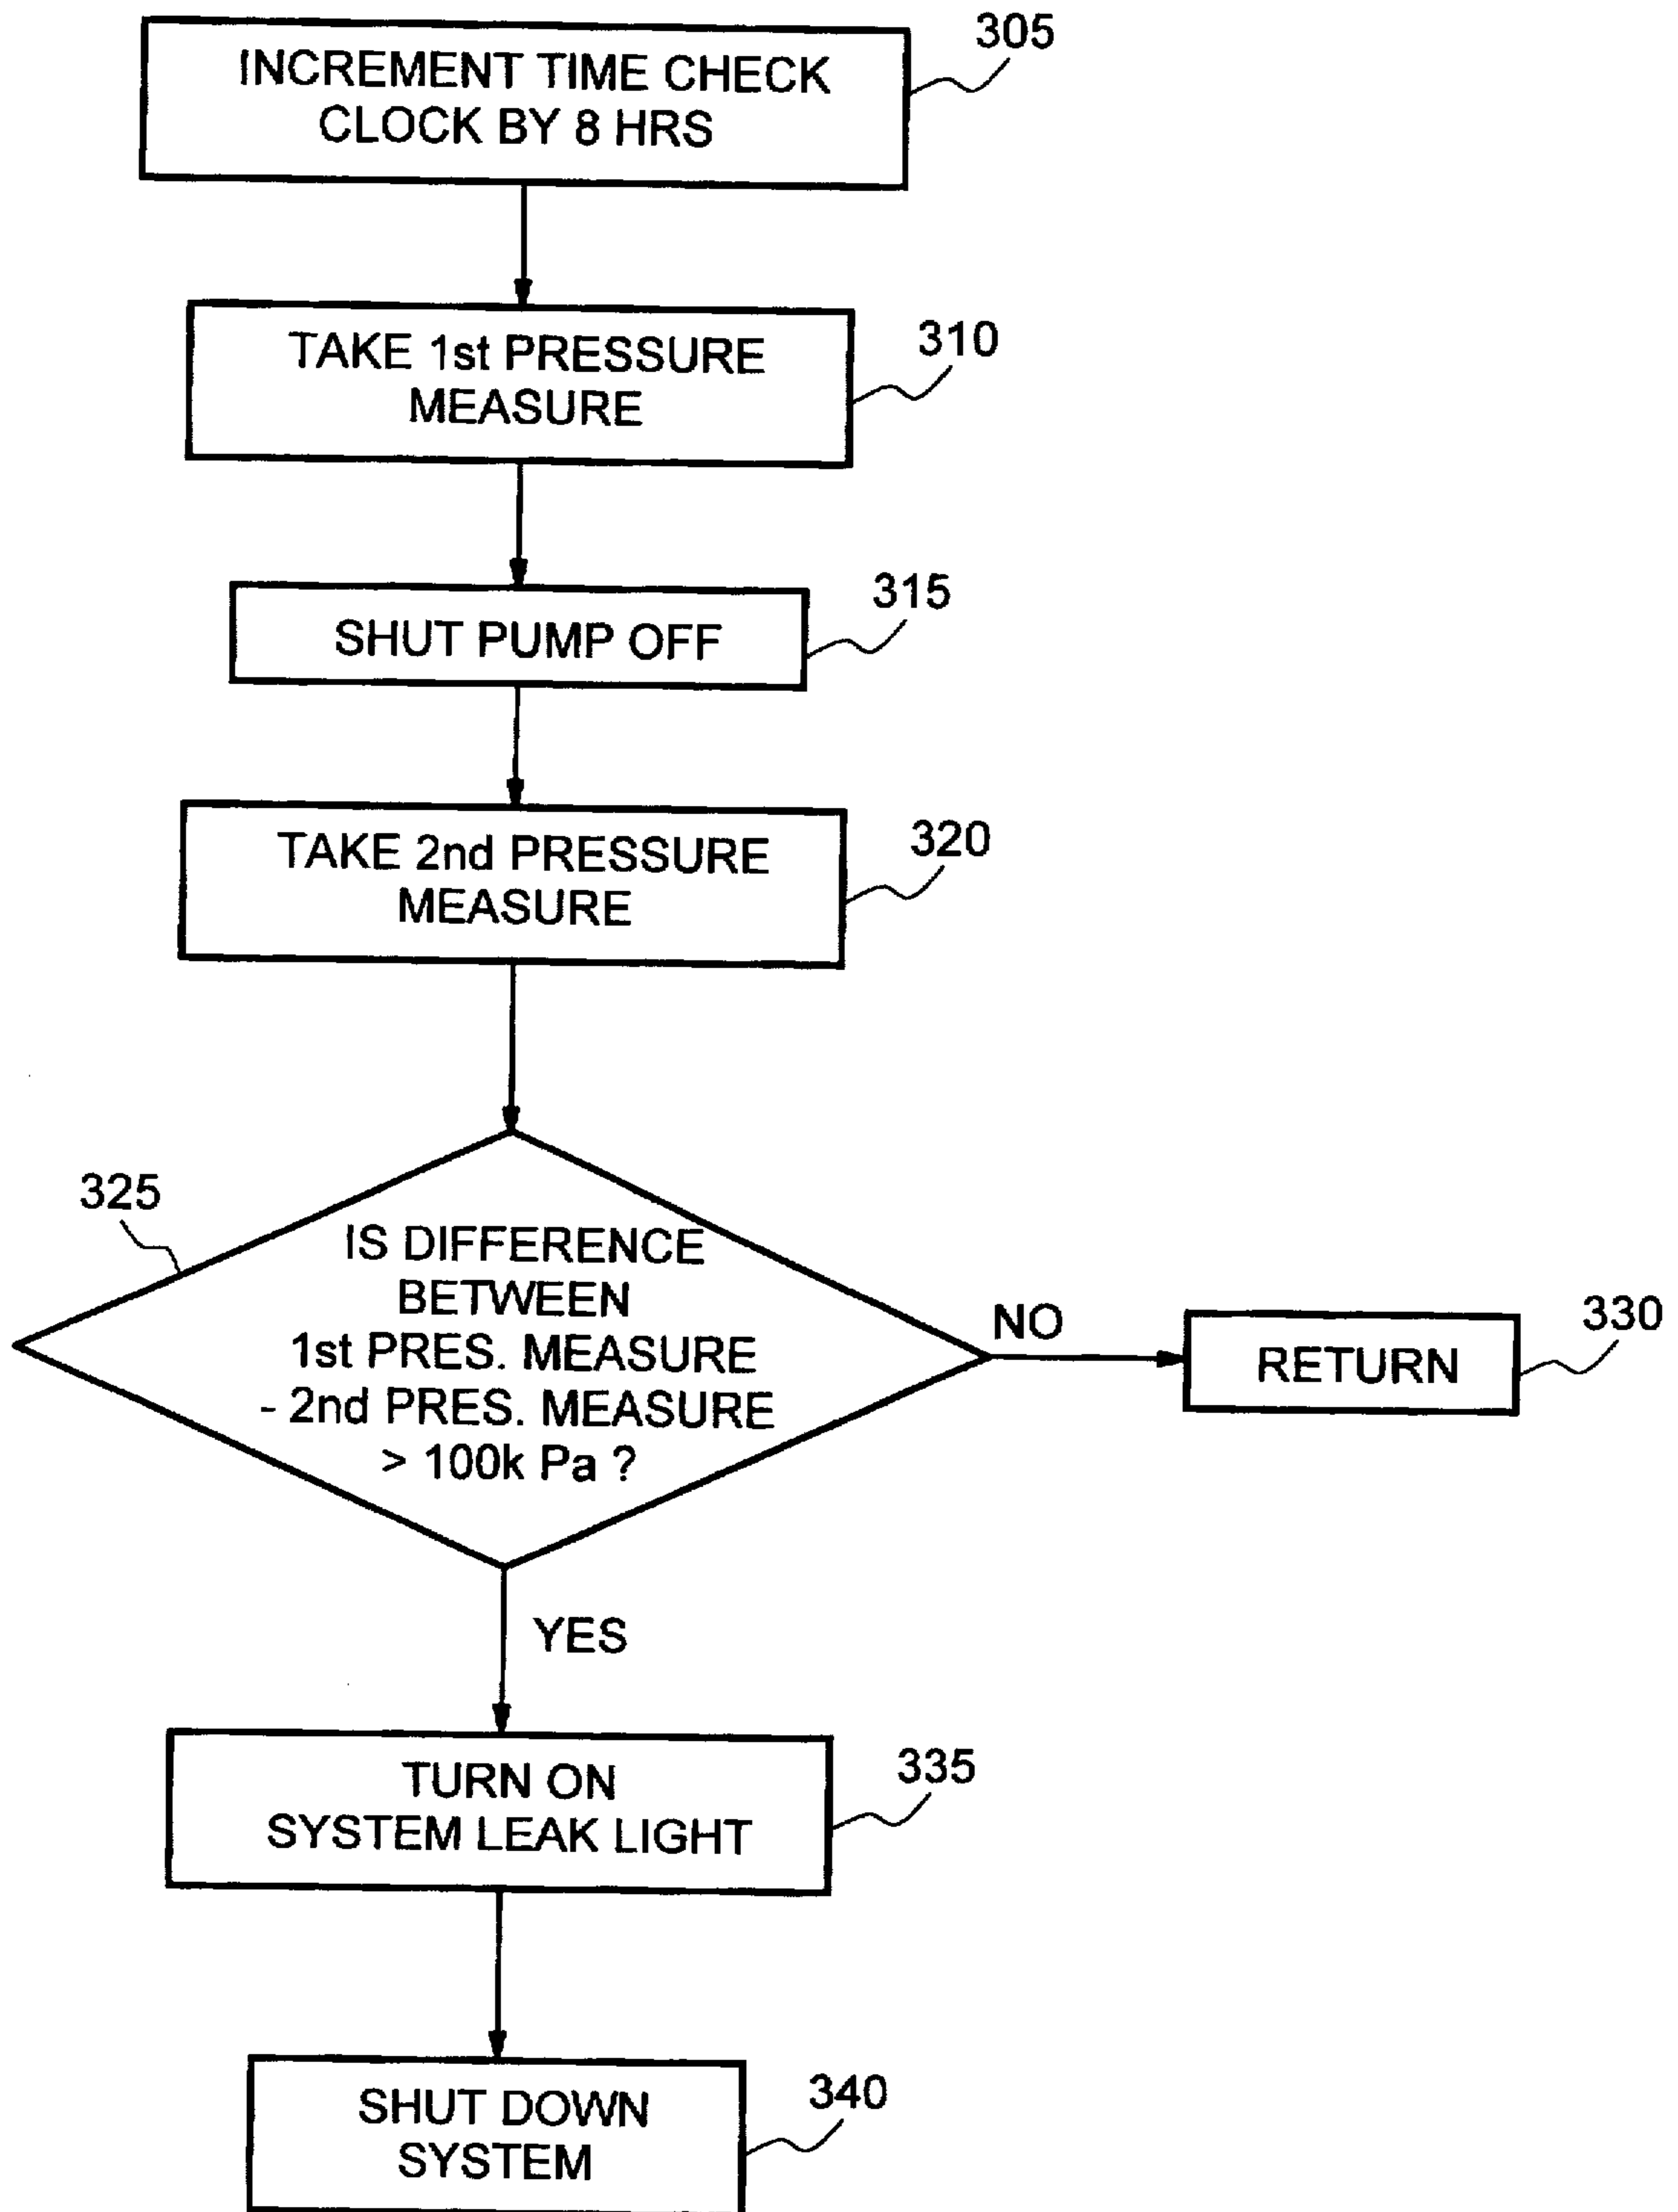 305
INCREMENT TIME CHECK
CLOCK BY 8 HRS
310
TAKE 1st PRESSURE
MEASURE
315
SHUT PUMP OFF
320
TAKE 2nd PRESSURE
MEASURE
325
IS DIFFERENCE
BETWEEN
1st PRES. MEASURE
- 2nd PRES. MEASURE
> 100k Pa ?
NO
330
RETURN
YES
335
TURN ON
SYSTEM LEAK LIGHT
340
SHUT DOWN
SYSTEM